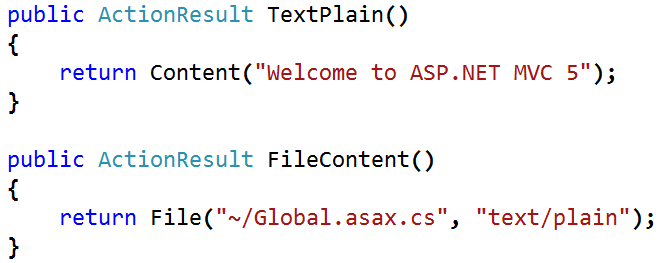 public ActionResult TextPlain()
{
    return Content("Welcome to ASP.NET MVC 5");
}

public ActionResult FileContent()
{
    return File("~/Global.asax.cs", "text/plain");
}